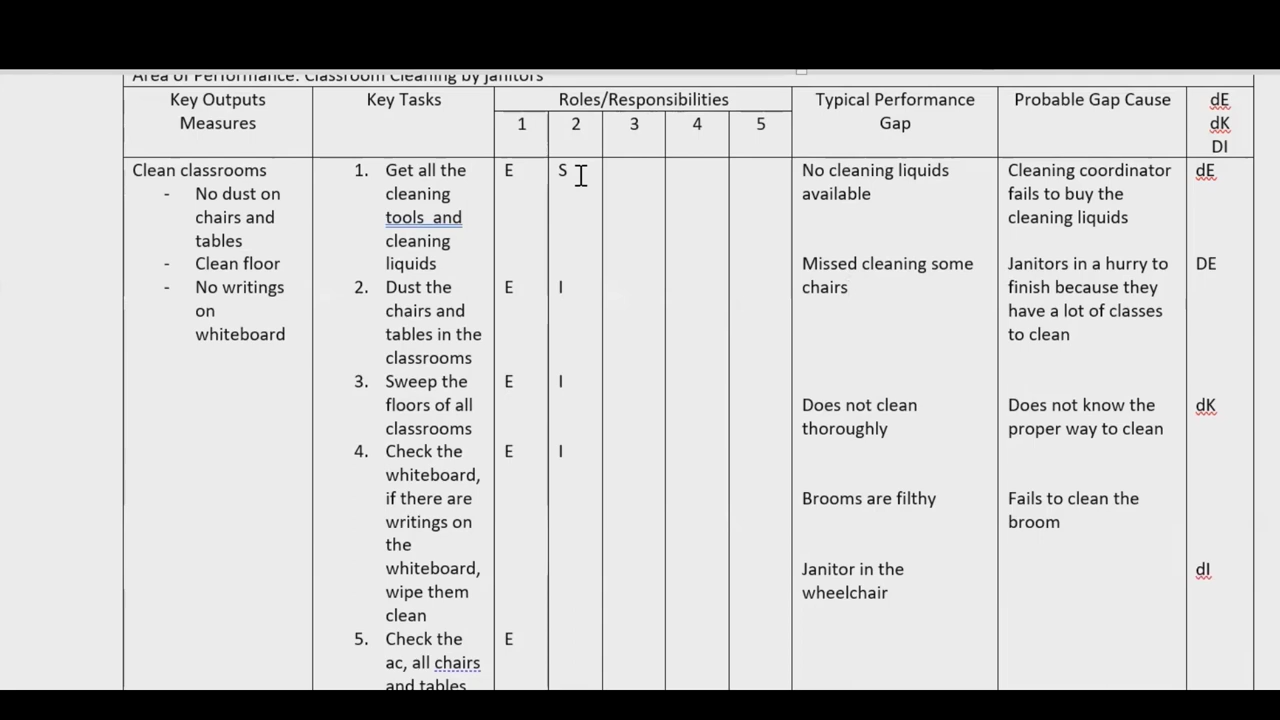 Area of Performance: Classroom Cleaning by janitors
Key Outputs
Measures
Key Tasks
Roles/Responsibilities
1 2 3 4 5
Typical Performance
Gap
Probable Gap Cause
dE
dK
DI
Clean classrooms
- No dust on
chairs and
tables
- Clean floor
- No writings
on
whiteboard
1. Get all the
cleaning
tools and
cleaning
liquids
2. Dust the
chairs and
tables in the
classrooms
3. Sweep the
floors of all
classrooms
4. Check the
whiteboard,
if there are
writings on
the
whiteboard,
wipe them
clean
5. Check the
ac, all chairs
and tables
E
E
E
E
E
S
I
I
I
No cleaning liquids
available
Missed cleaning some
chairs
Does not clean
thoroughly
Brooms are filthy
Janitor in the
wheelchair
Cleaning coordinator
fails to buy the
cleaning liquids
Janitors in a hurry to
finish because they
have a lot of classes
to clean
Does not know the
proper way to clean
Fails to clean the
broom
dE
DE
dK
dI